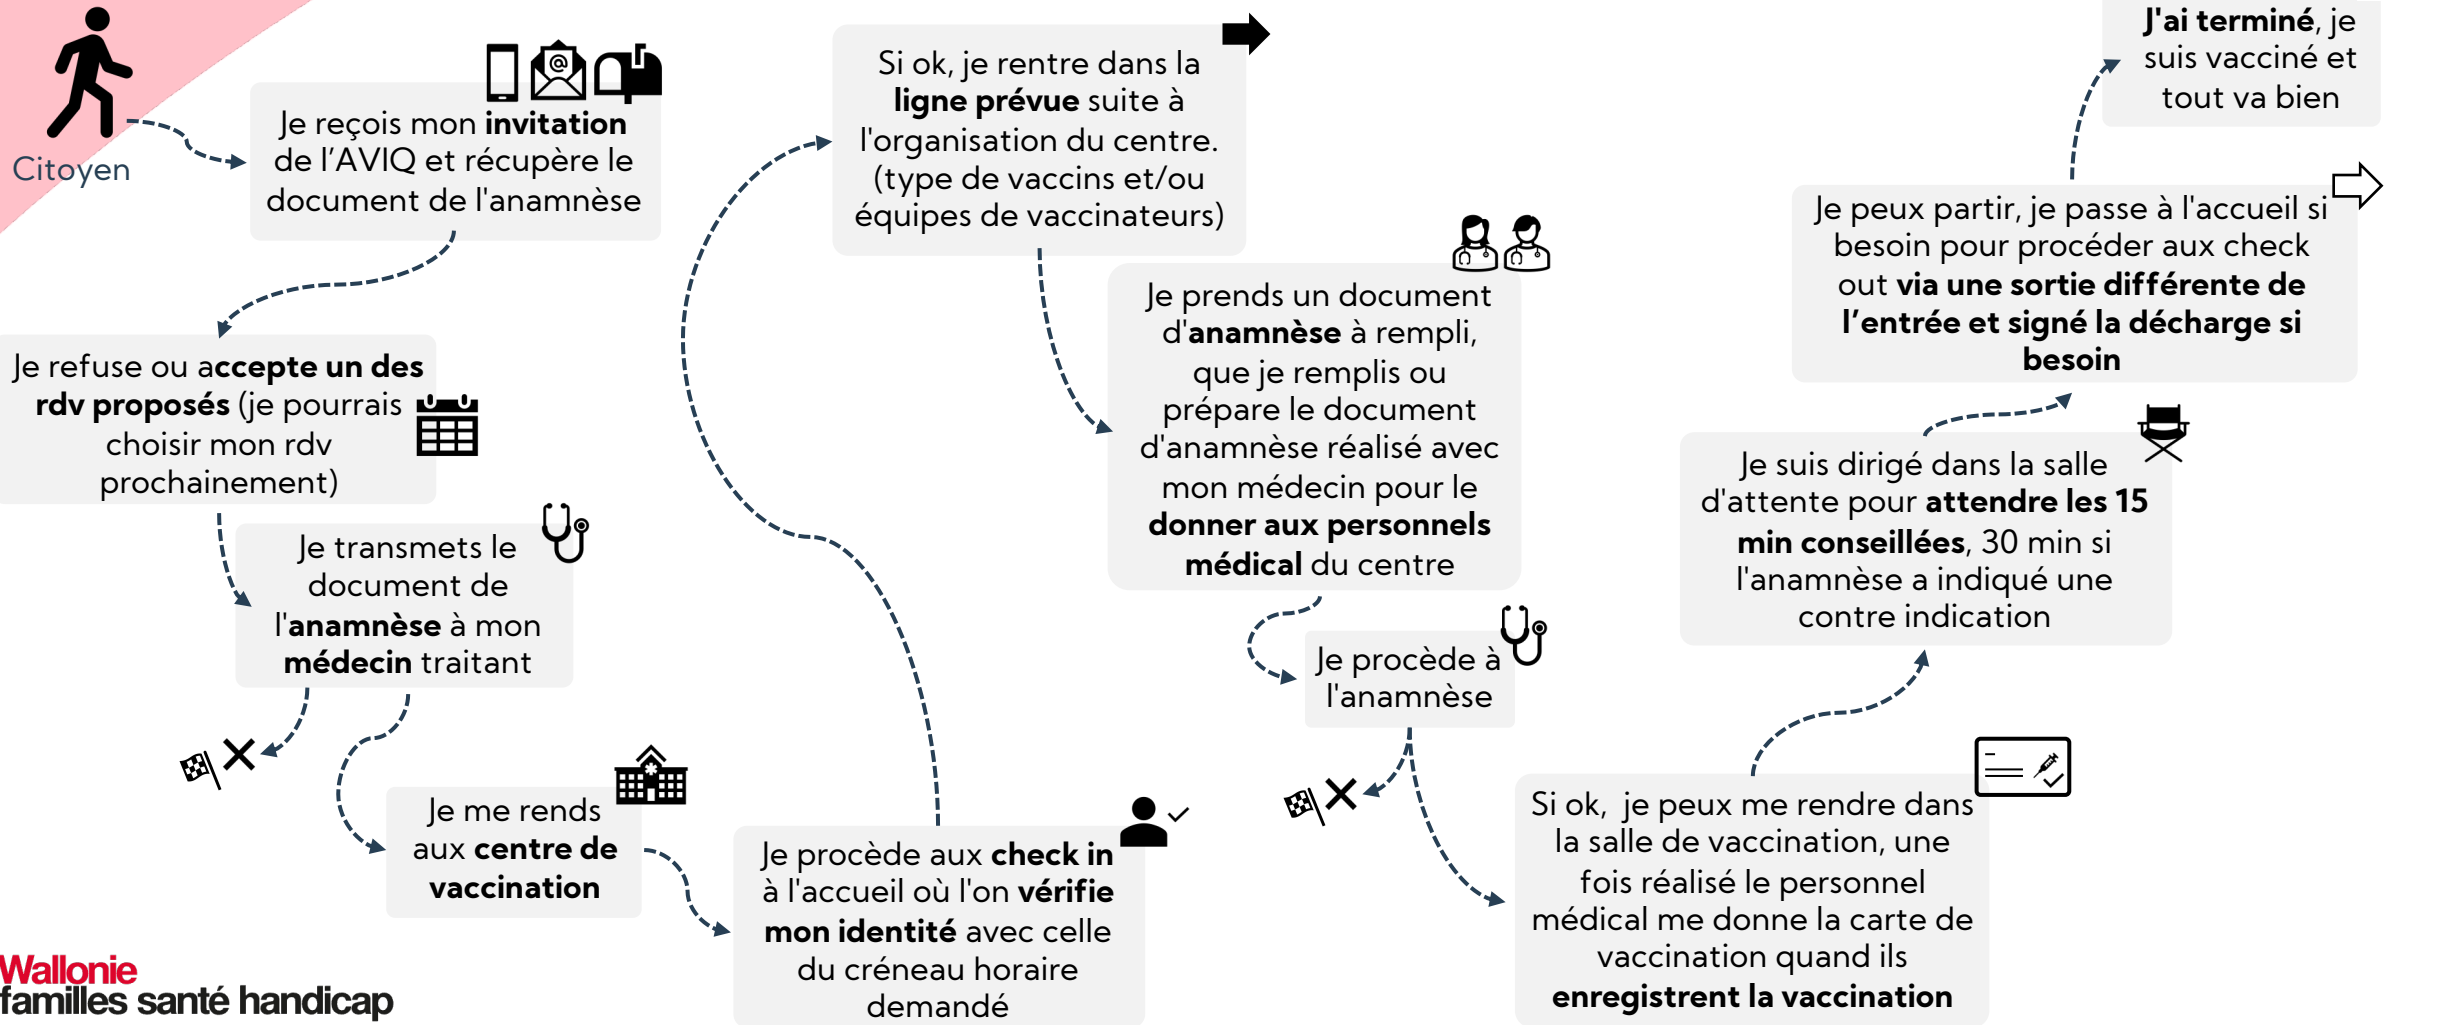 Citoyen
Je reçois mon invitation
de l’AVIQ et récupère le
document de l'anamnèse
Je refuse ou accepte un des
rdv proposés (je pourrais
choisir mon rdv
prochainement)
Je transmets le
document de
l'anamnèse à mon
médecin traitant
Je me rends
aux centre de
vaccination
Je procède aux check in
à l'accueil où l'on vérifie
mon identité avec celle
du créneau horaire
demandé
Si ok, je rentre dans la
ligne prévue suite à
l'organisation du centre.
(type de vaccins et/ou
équipes de vaccinateurs)
Je prends un document
d'anamnèse à rempli,
que je remplis ou
prépare le document
d'anamnèse réalisé avec
mon médecin pour le
donner aux personnels
médical du centre
Je procède à
l'anamnèse
Si ok, je peux me rendre dans
la salle de vaccination, une
fois réalisé le personnel
médical me donne la carte de
vaccination quand ils
enregistrent la vaccination
Je suis dirigé dans la salle
d'attente pour attendre les 15
min conseillées, 30 min si
l'anamnèse a indiqué une
contre indication
Je peux partir, je passe à l'accueil si
besoin pour procéder aux check
out via une sortie différente de
l’entrée et signé la décharge si
besoin
J'ai terminé, je
suis vacciné et
tout va bien
Wallonie
familles santé handicap